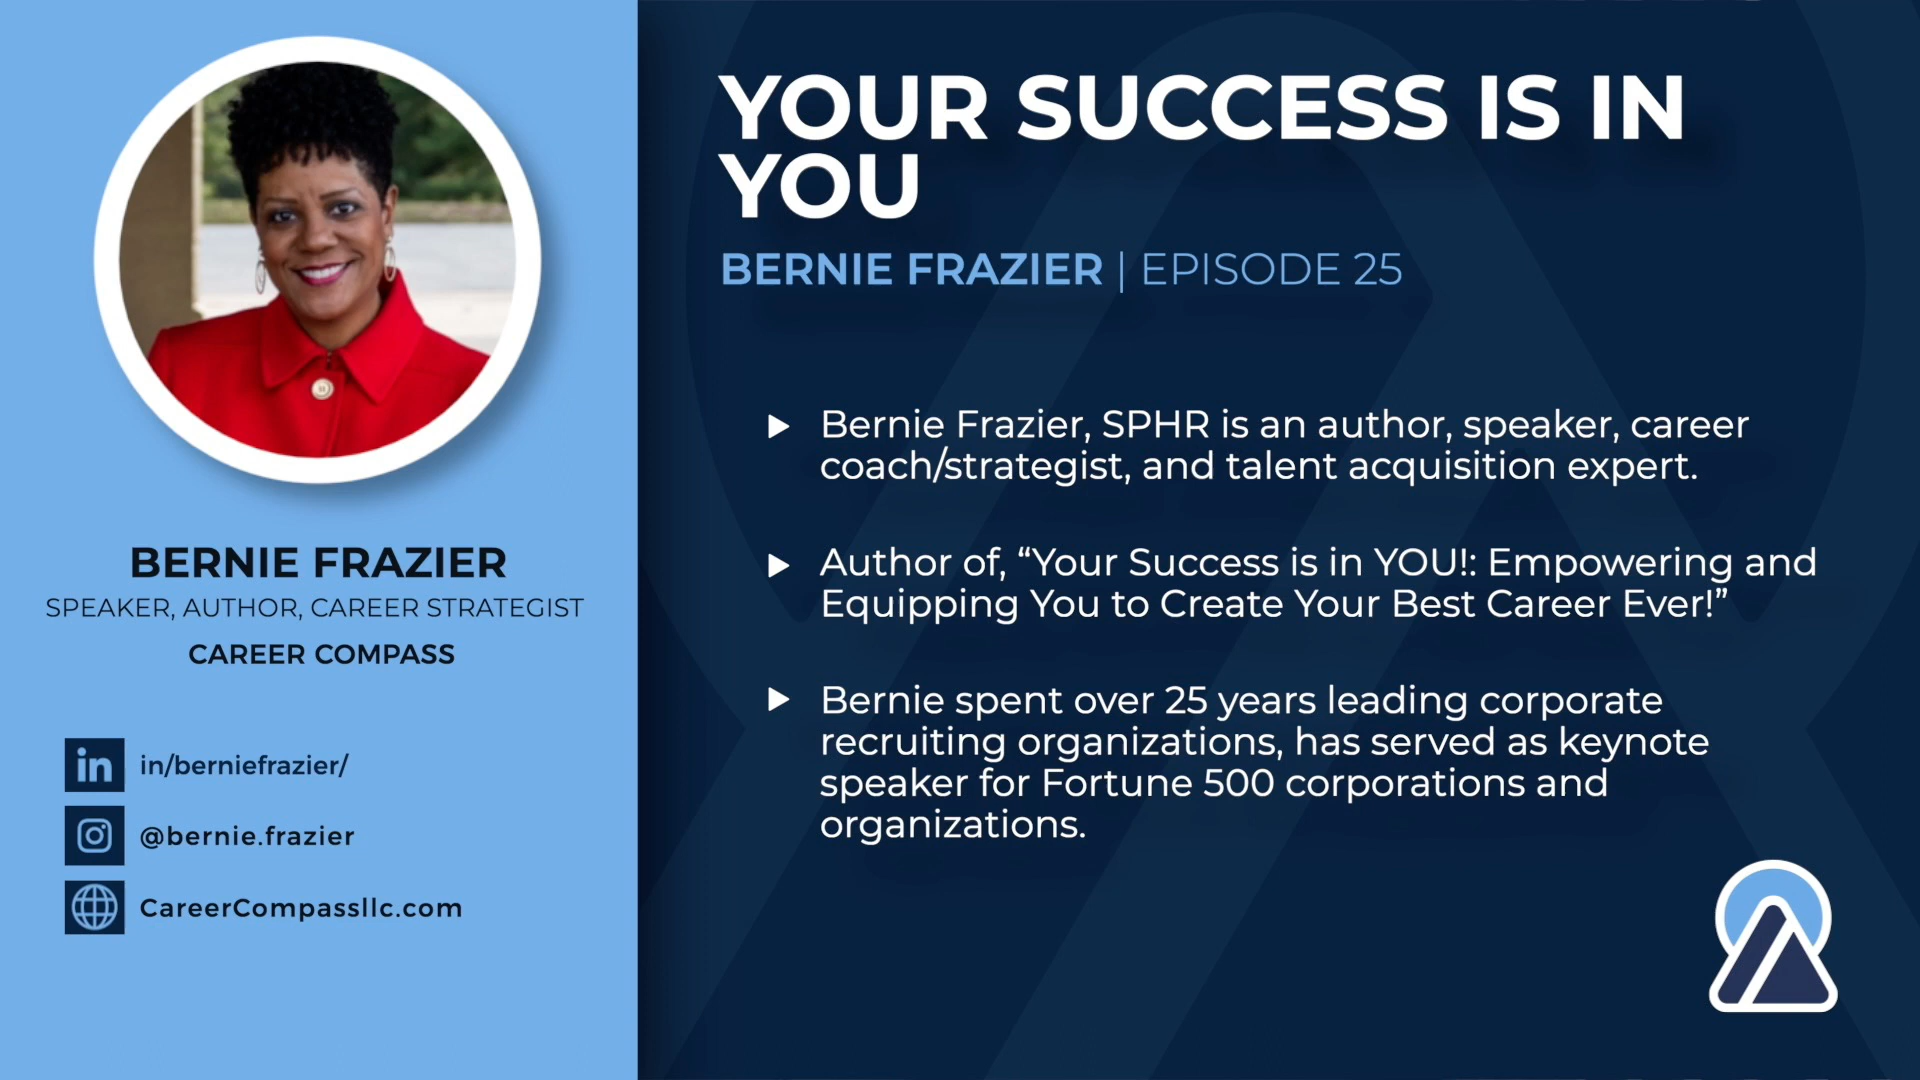 BERNIE FRAZIER
SPEAKER, AUTHOR, CAREER STRATEGIST
CAREER COMPASS
in/berniefrazier/
@bernie.frazier
CareerCompassllc.com
YOUR SUCCESS IS IN
YOU
BERNIE FRAZIER | EPISODE 25
Bernie Frazier, SPHR is an author, speaker, career
coach/strategist, and talent acquisition expert.
Author of, “Your Success is in YOU!: Empowering and
Equipping You to Create Your Best Career Ever!”
Bernie spent over 25 years leading corporate
recruiting organizations, has served as keynote
speaker for Fortune 500 corporations and
organizations.